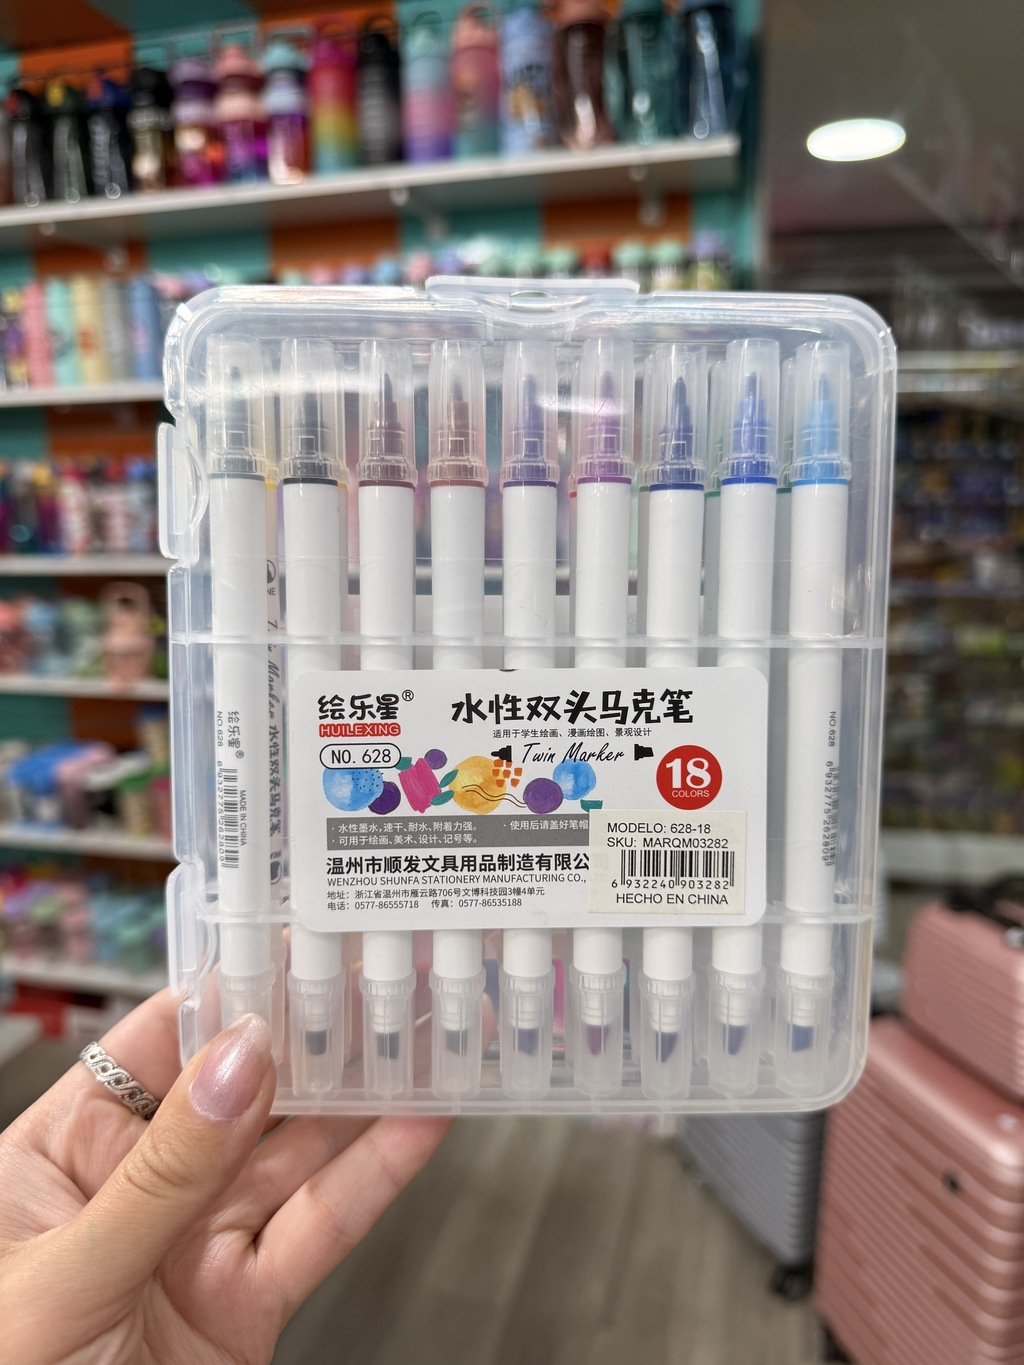 绘乐星®
HUILEXING
NO. 628
水性双头马克笔
适用于学生绘画、漫画绘图、景观设计
Twin Marker
18
COLORS
· 水性墨水,速干、耐水、附着力强。
· 使用后请盖好笔帽
· 可用于绘画、美术、设计、记号等。
温州市顺发文具用品制造有限公
WENZHOU SHUNFA STATIONERY MANUFACTURING CO.,
地址：浙江省温州市雁云路706号文博科技园3幢4单元
电话：0577-86555718 传真：0577-86535188
MODELO: 628-18
SKU: MARQM03282
6 932240 903282
HECHO EN CHINA
绘乐星®
NO.628
6932775262809
MADE IN CHINA
Twin Marker 水性双头马克笔
NO.628
6932775262809